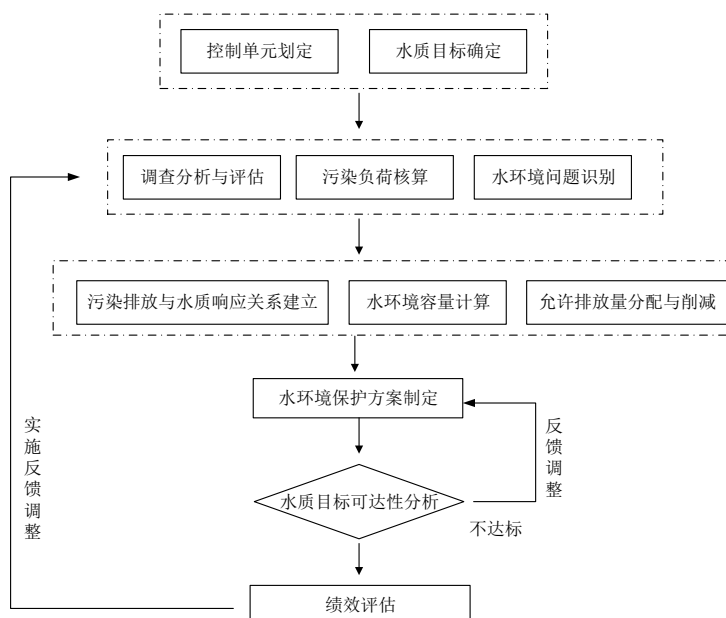 控制单元划定
水质目标确定
调查分析与评估
污染负荷核算
水环境问题识别
污染排放与水质响应关系建立
水环境容量计算
允许排放量分配与削减
水环境保护方案制定
实施反馈调整
反馈调整
水质目标可达性分析
不达标
绩效评估